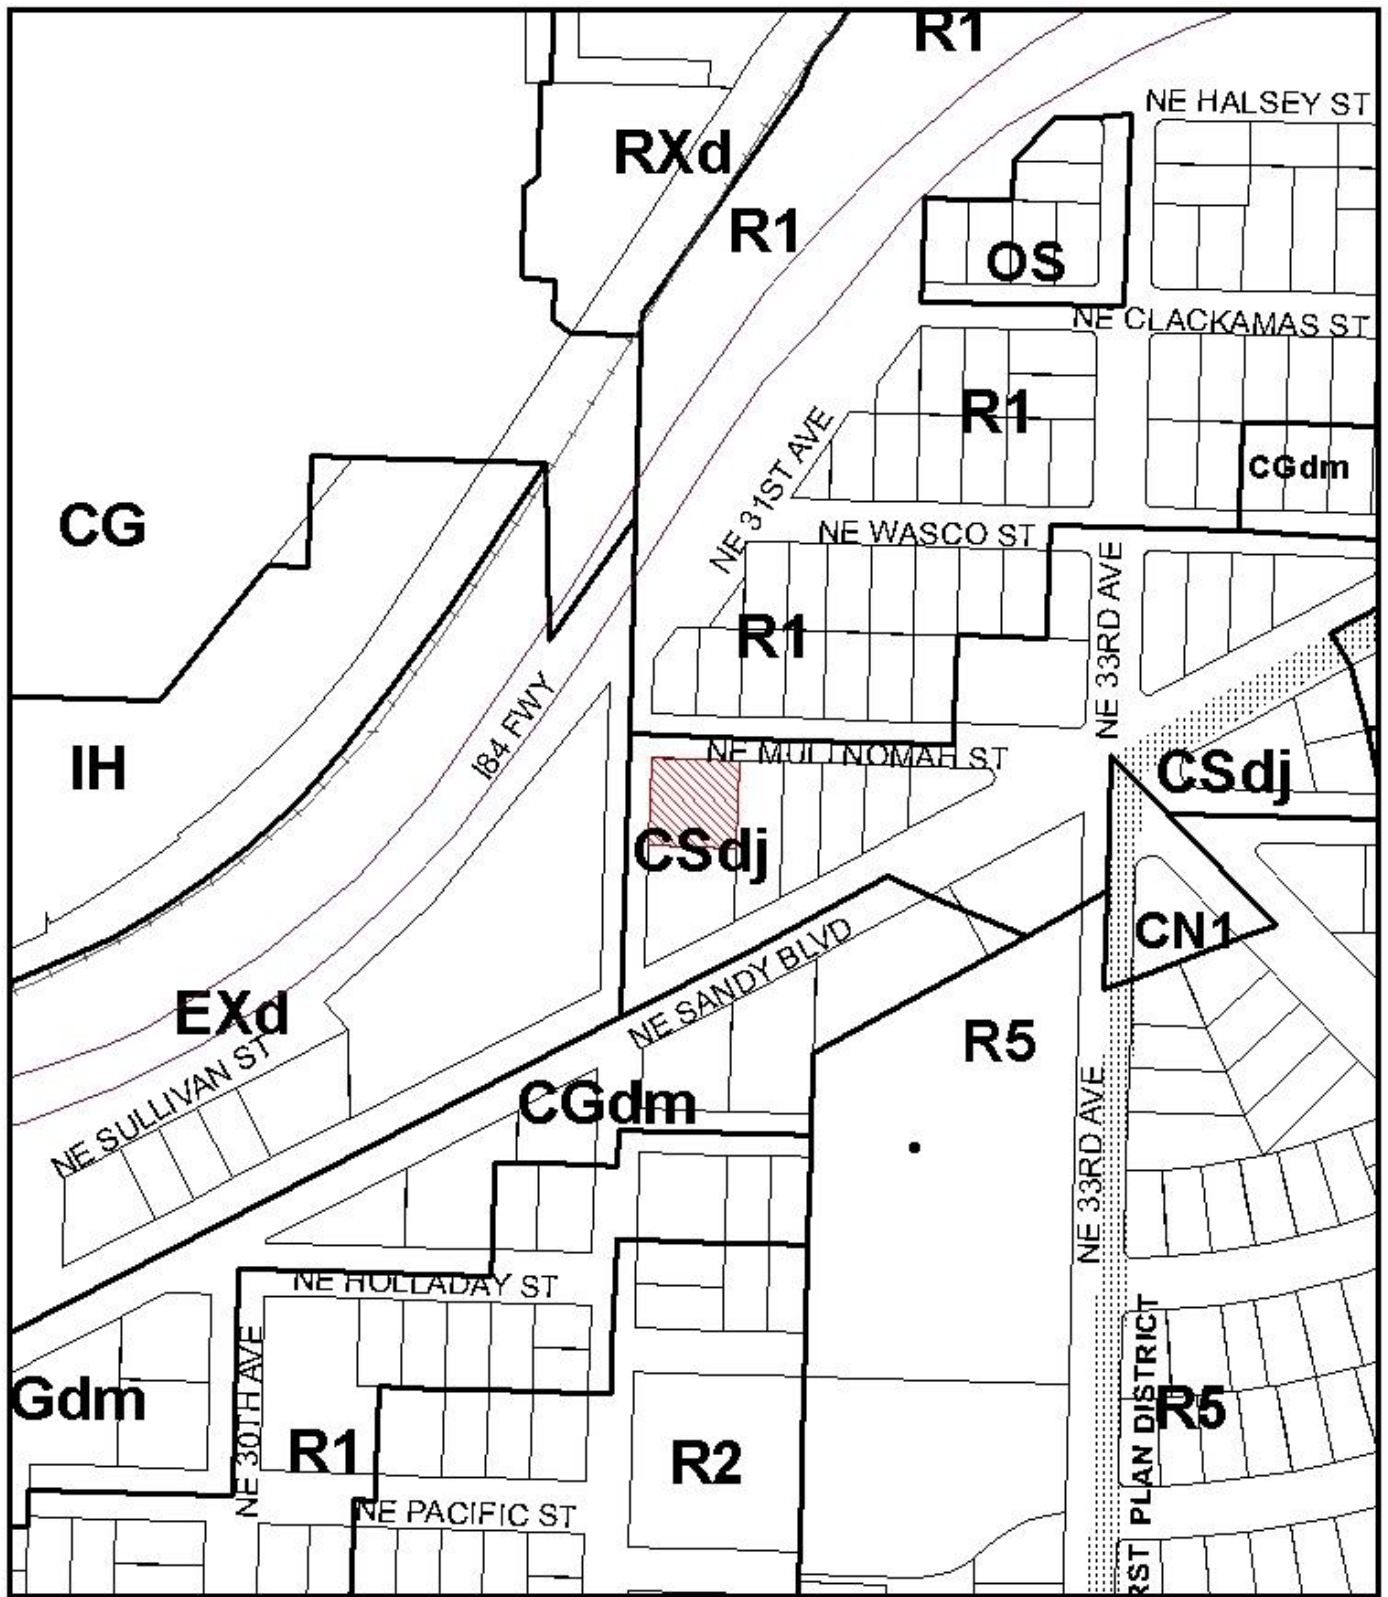 R1
NE HALSEY ST
RXd
R1
OS
NE CLACKAMAS ST
R1
CGdm
NE 31ST AVE
CG
NE WASCO ST
NE 33RD AVE
R1
I84 FWY
NE MULTNOMAH ST
IH
CSdj
CSdj
CN1
NE SANDY BLVD
EXd
R5
NE SULLIVAN ST
CGdm
NE 33RD AVE
NE HOLLADAY ST
NE 30TH AVE
Gdm
R1
R2
R5
NE PACIFIC ST
RST PLAN DISTRICT